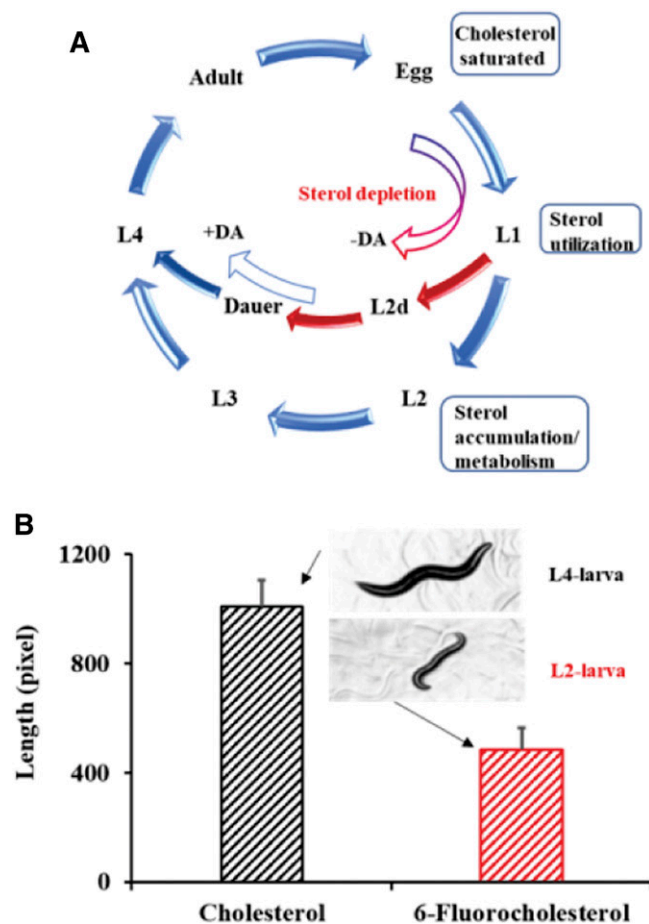 A
Adult
Egg
Cholesterol
saturated
Sterol depletion
L4
+DA
-DA
L1
Sterol
utilization
Dauer
L2d
L3
L2
Sterol
accumulation/
metabolism
B
1200
800
400
0
Length (pixel)
L4-larva
L2-larva
Cholesterol
6-Fluorocholesterol